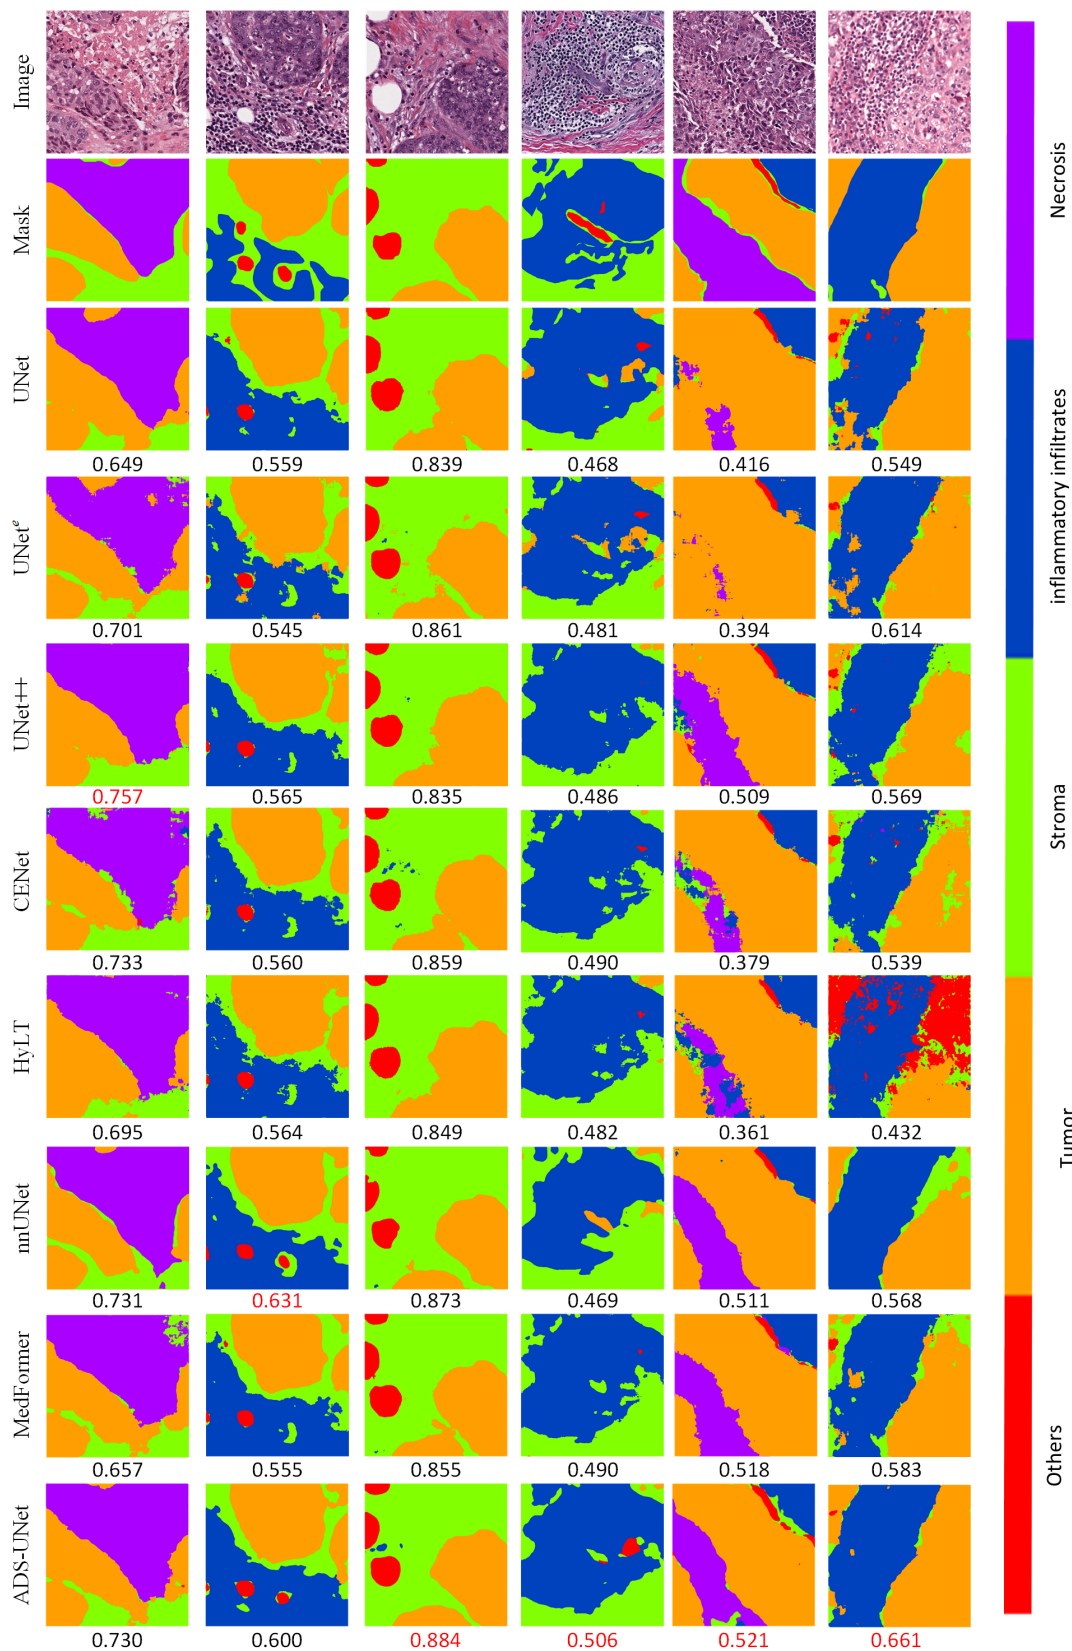 Image
Mask
UNet
0.649 0.559 0.839 0.468 0.416 0.549
UNetᵉ
0.701 0.545 0.861 0.481 0.394 0.614
UNet++
0.757 0.565 0.835 0.486 0.509 0.569
CENet
0.733 0.560 0.859 0.490 0.379 0.539
HyLT
0.695 0.564 0.849 0.482 0.361 0.432
nnUNet
0.731 0.631 0.873 0.469 0.511 0.568
MedFormer
0.657 0.555 0.855 0.490 0.518 0.583
ADS-UNet
0.730 0.600 0.884 0.506 0.521 0.661
Necrosis
inflammatory infiltrates
Stroma
Tumor
Others